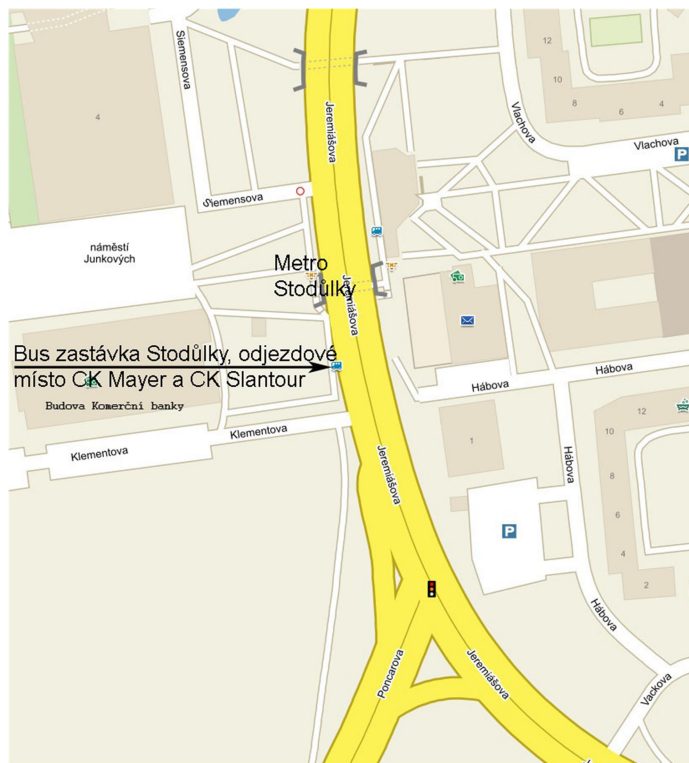 Siemensova
4
Jeremiášova
12
10
8
6
4
Vlachova
Vlachova
P
Siemensova
náměstí
Junkových
Metro
Stodůlky
Jeremiášova
Bus zastávka Stodůlky, odjezdové
místo CK Mayer a CK Slantour
Budova Komerční banky
Hábova
Hábova
Klementova
Klementova
Jeremiášova
1
Hábova
12
10
8
6
4
2
P
Hábova
Poncarova
Jeremiášova
Vackova